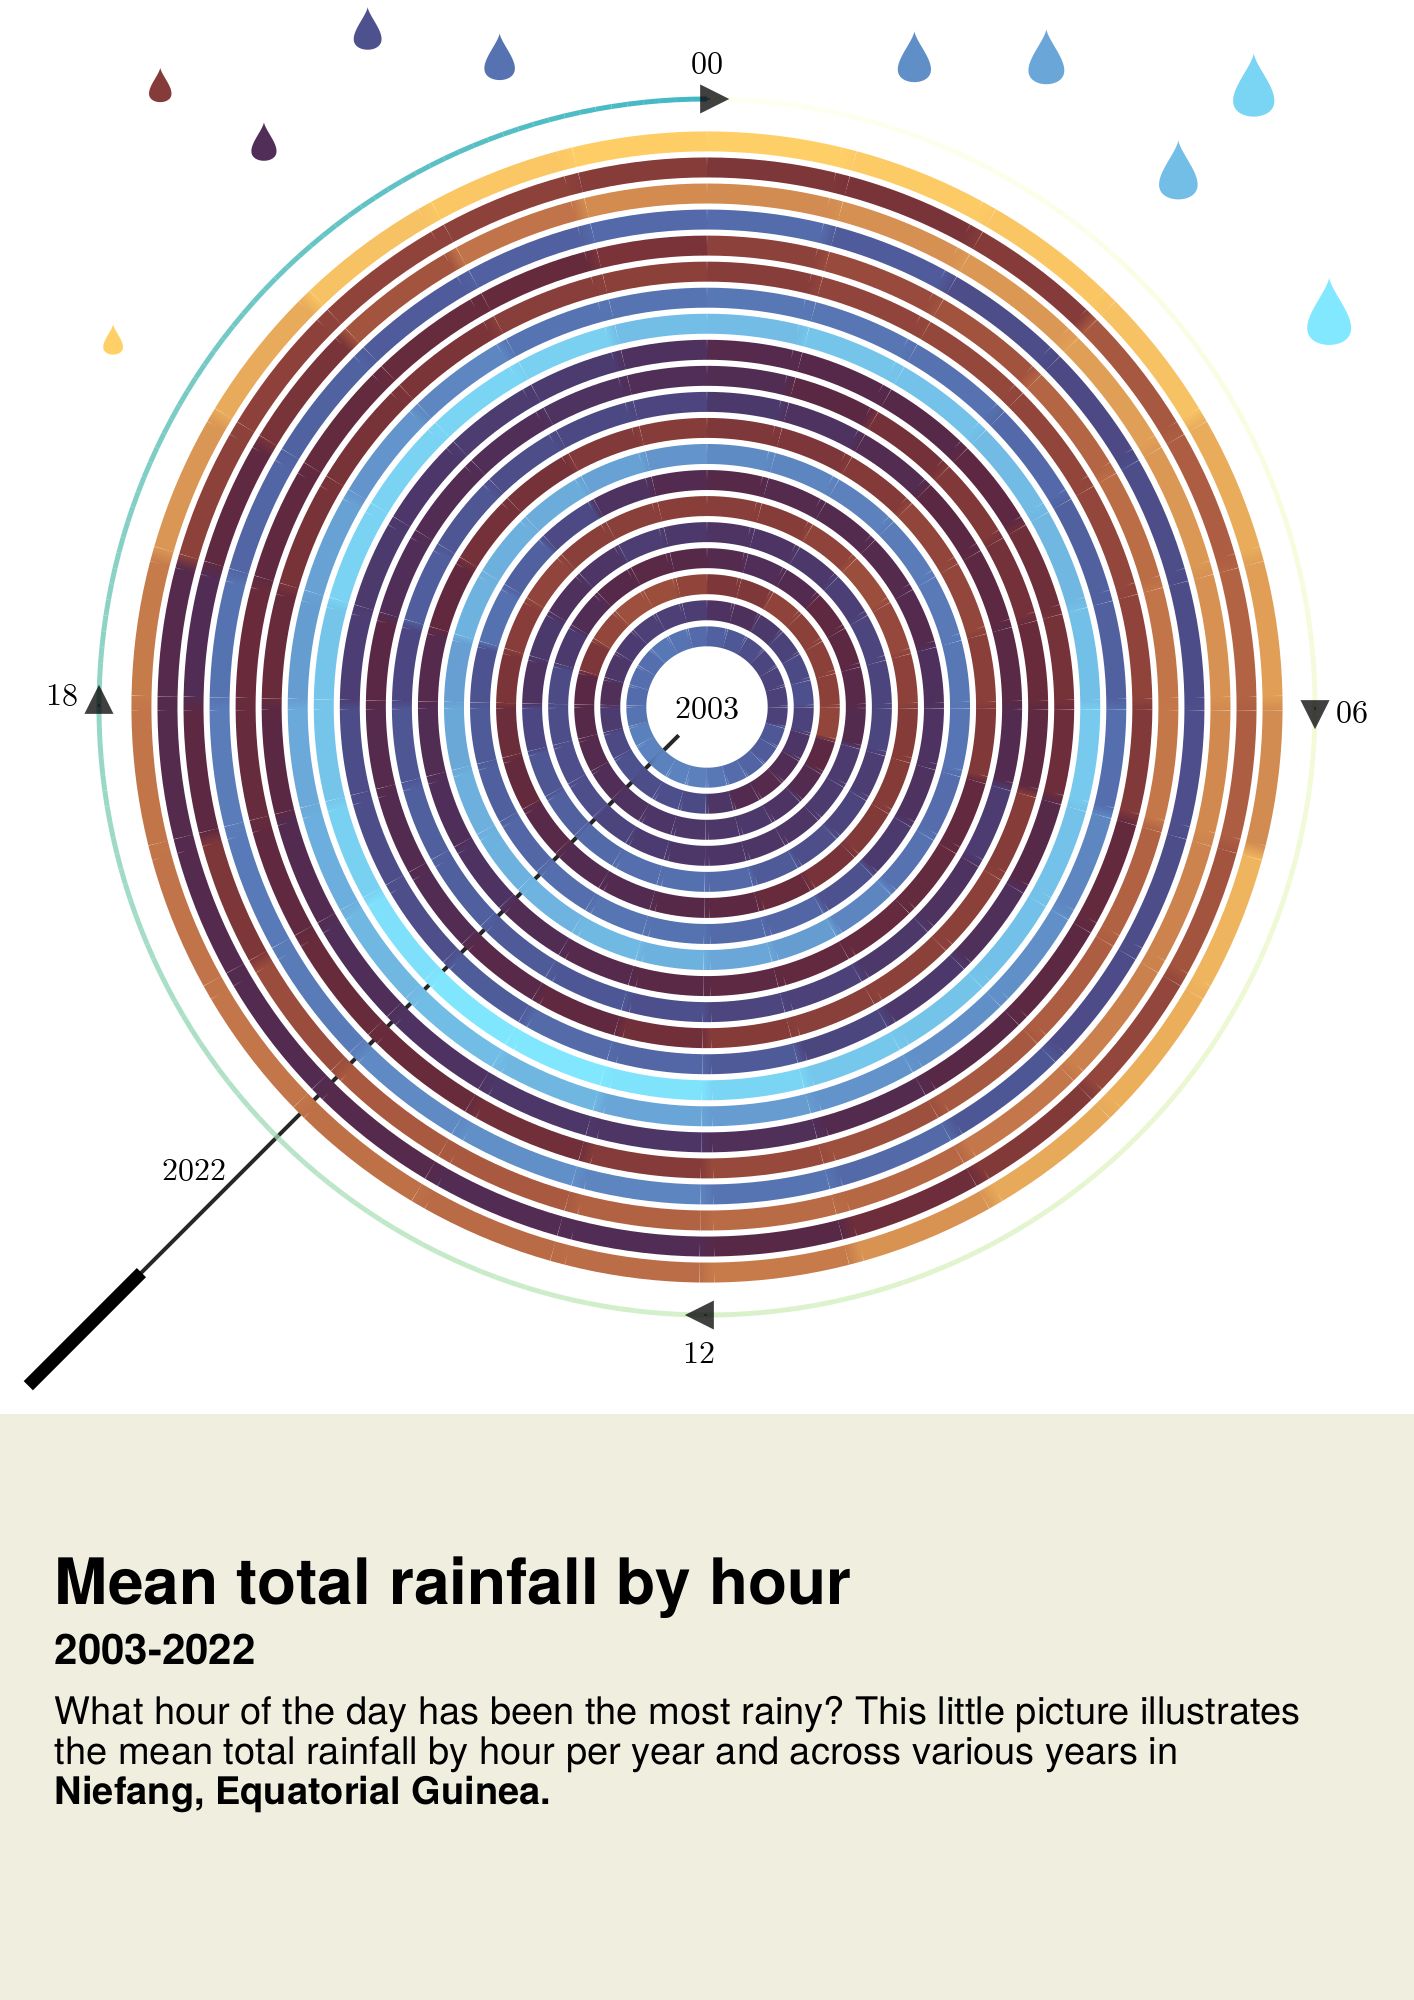 00
18
2003
06
2022
12
Mean total rainfall by hour
2003-2022
What hour of the day has been the most rainy? This little picture illustrates
the mean total rainfall by hour per year and across various years in
Niefang, Equatorial Guinea.